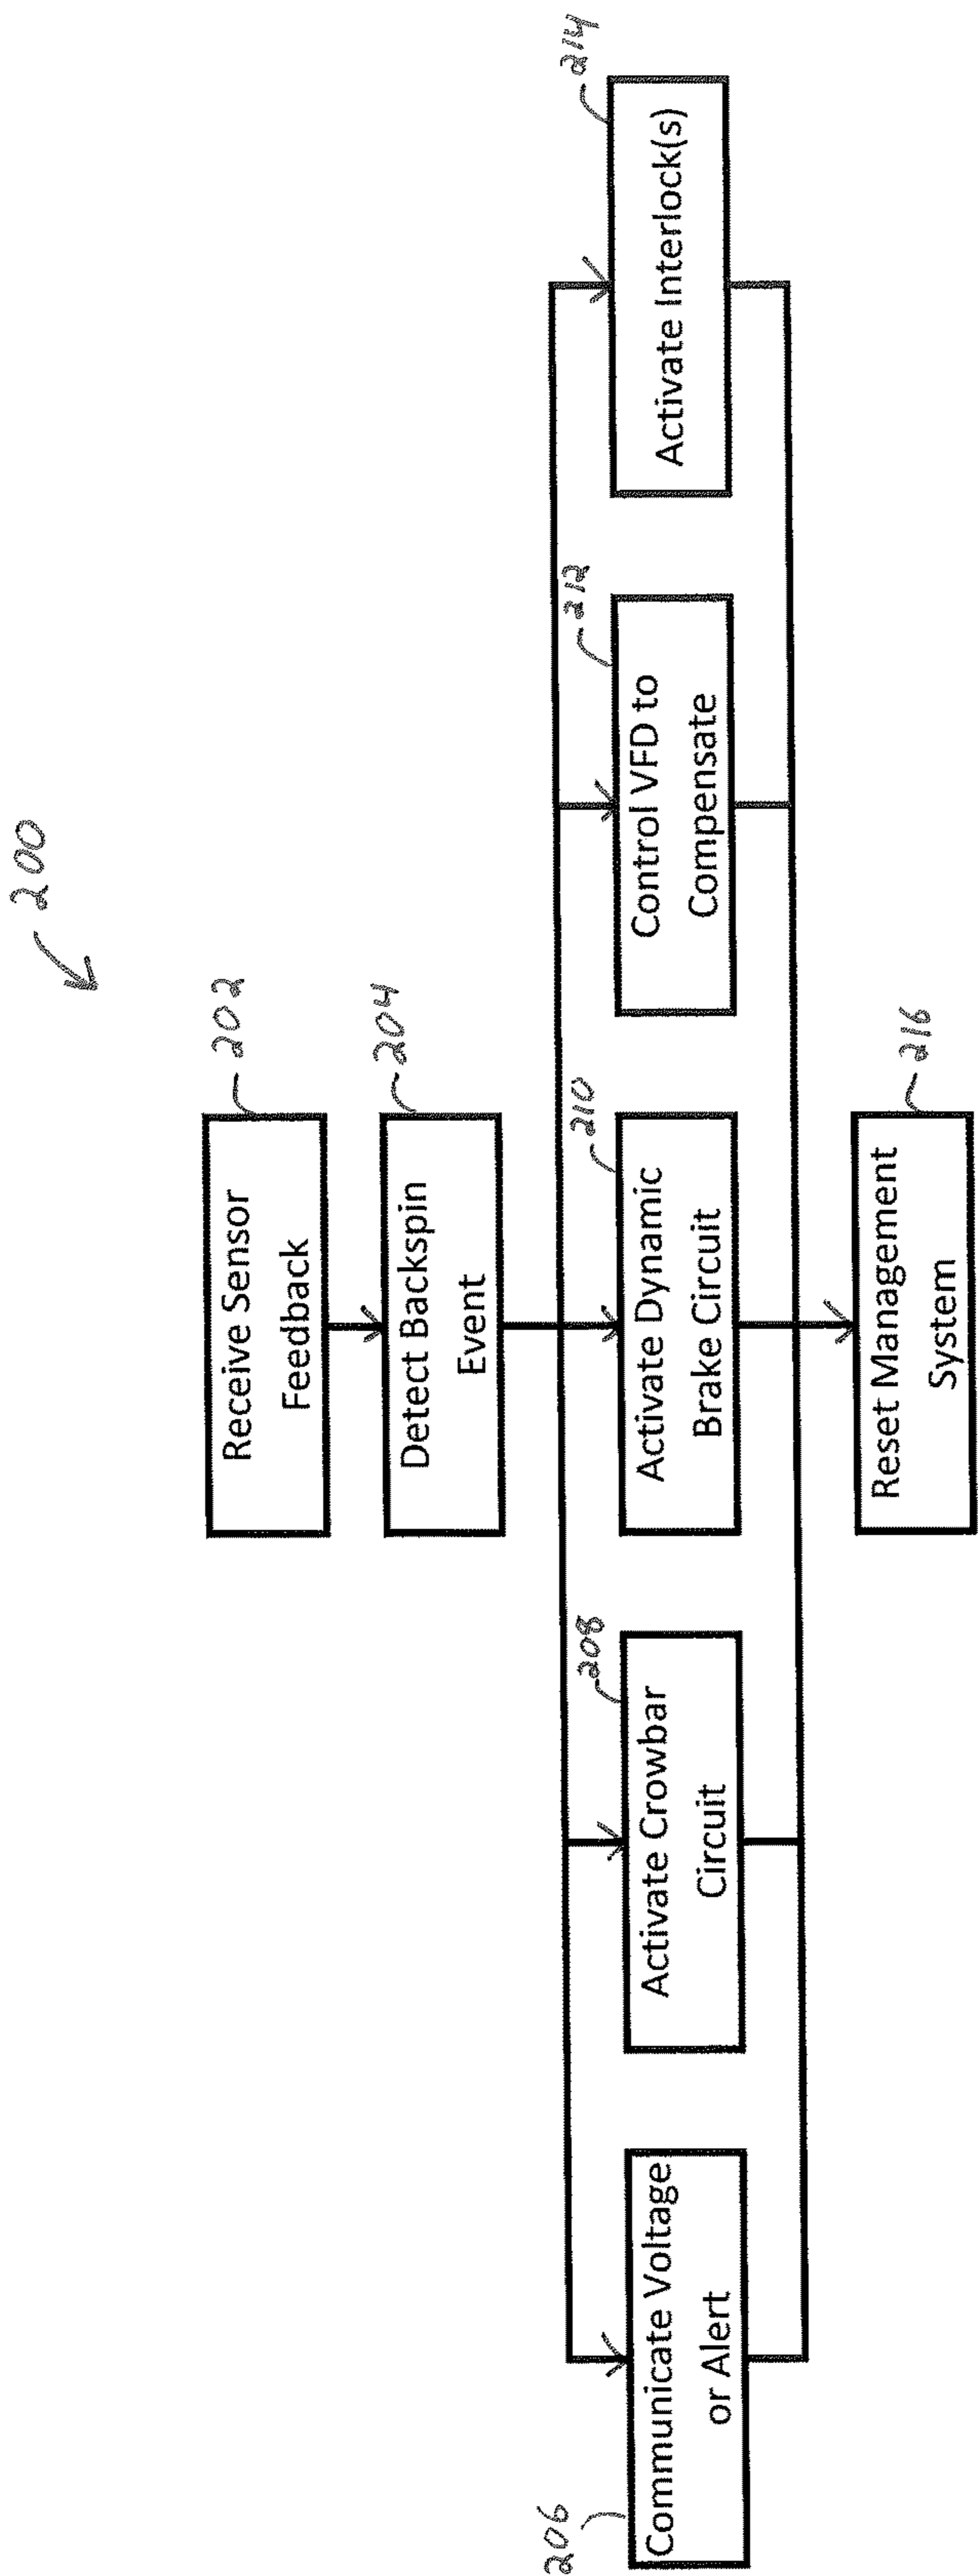 200
Receive Sensor
Feedback
202
Detect Backspin
Event
204
206
Communicate Voltage
or Alert
208
Activate Crowbar
Circuit
210
Activate Dynamic
Brake Circuit
212
Control VFD to
Compensate
214
Activate Interlock(s)
Reset Management
System
216